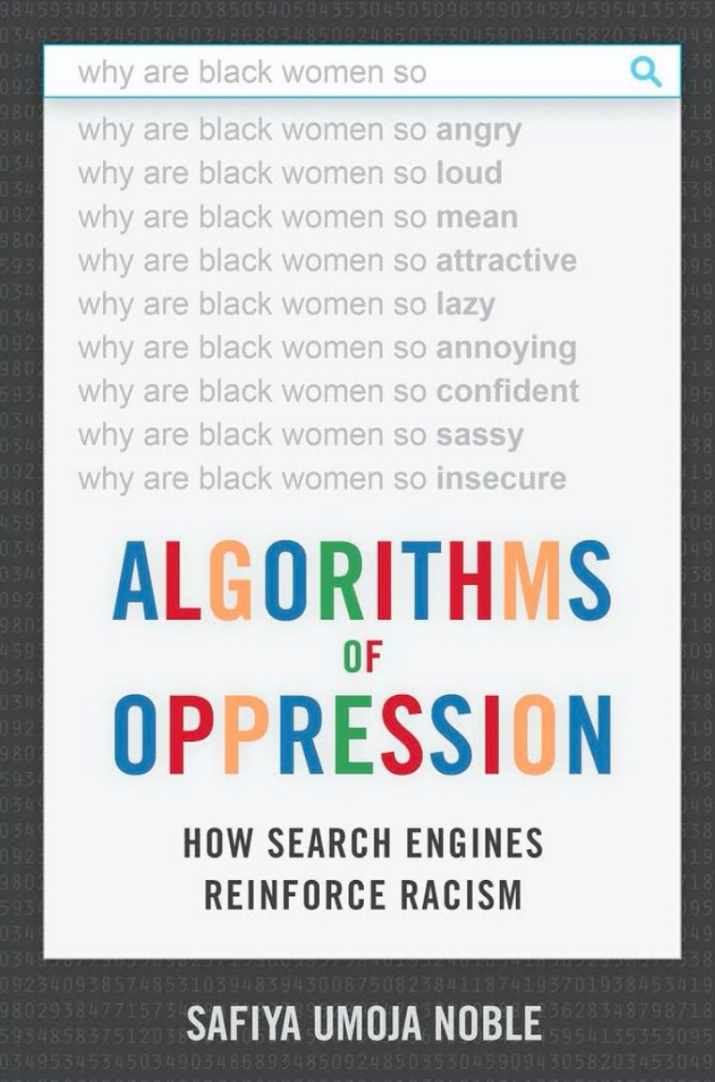 why are black women so
why are black women so angry
why are black women so loud
why are black women so mean
why are black women so attractive
why are black women so lazy
why are black women so annoying
why are black women so confident
why are black women so sassy
why are black women so insecure
ALGORITHMS
OF
OPPRESSION
HOW SEARCH ENGINES
REINFORCE RACISM
SAFIYA UMOJA NOBLE